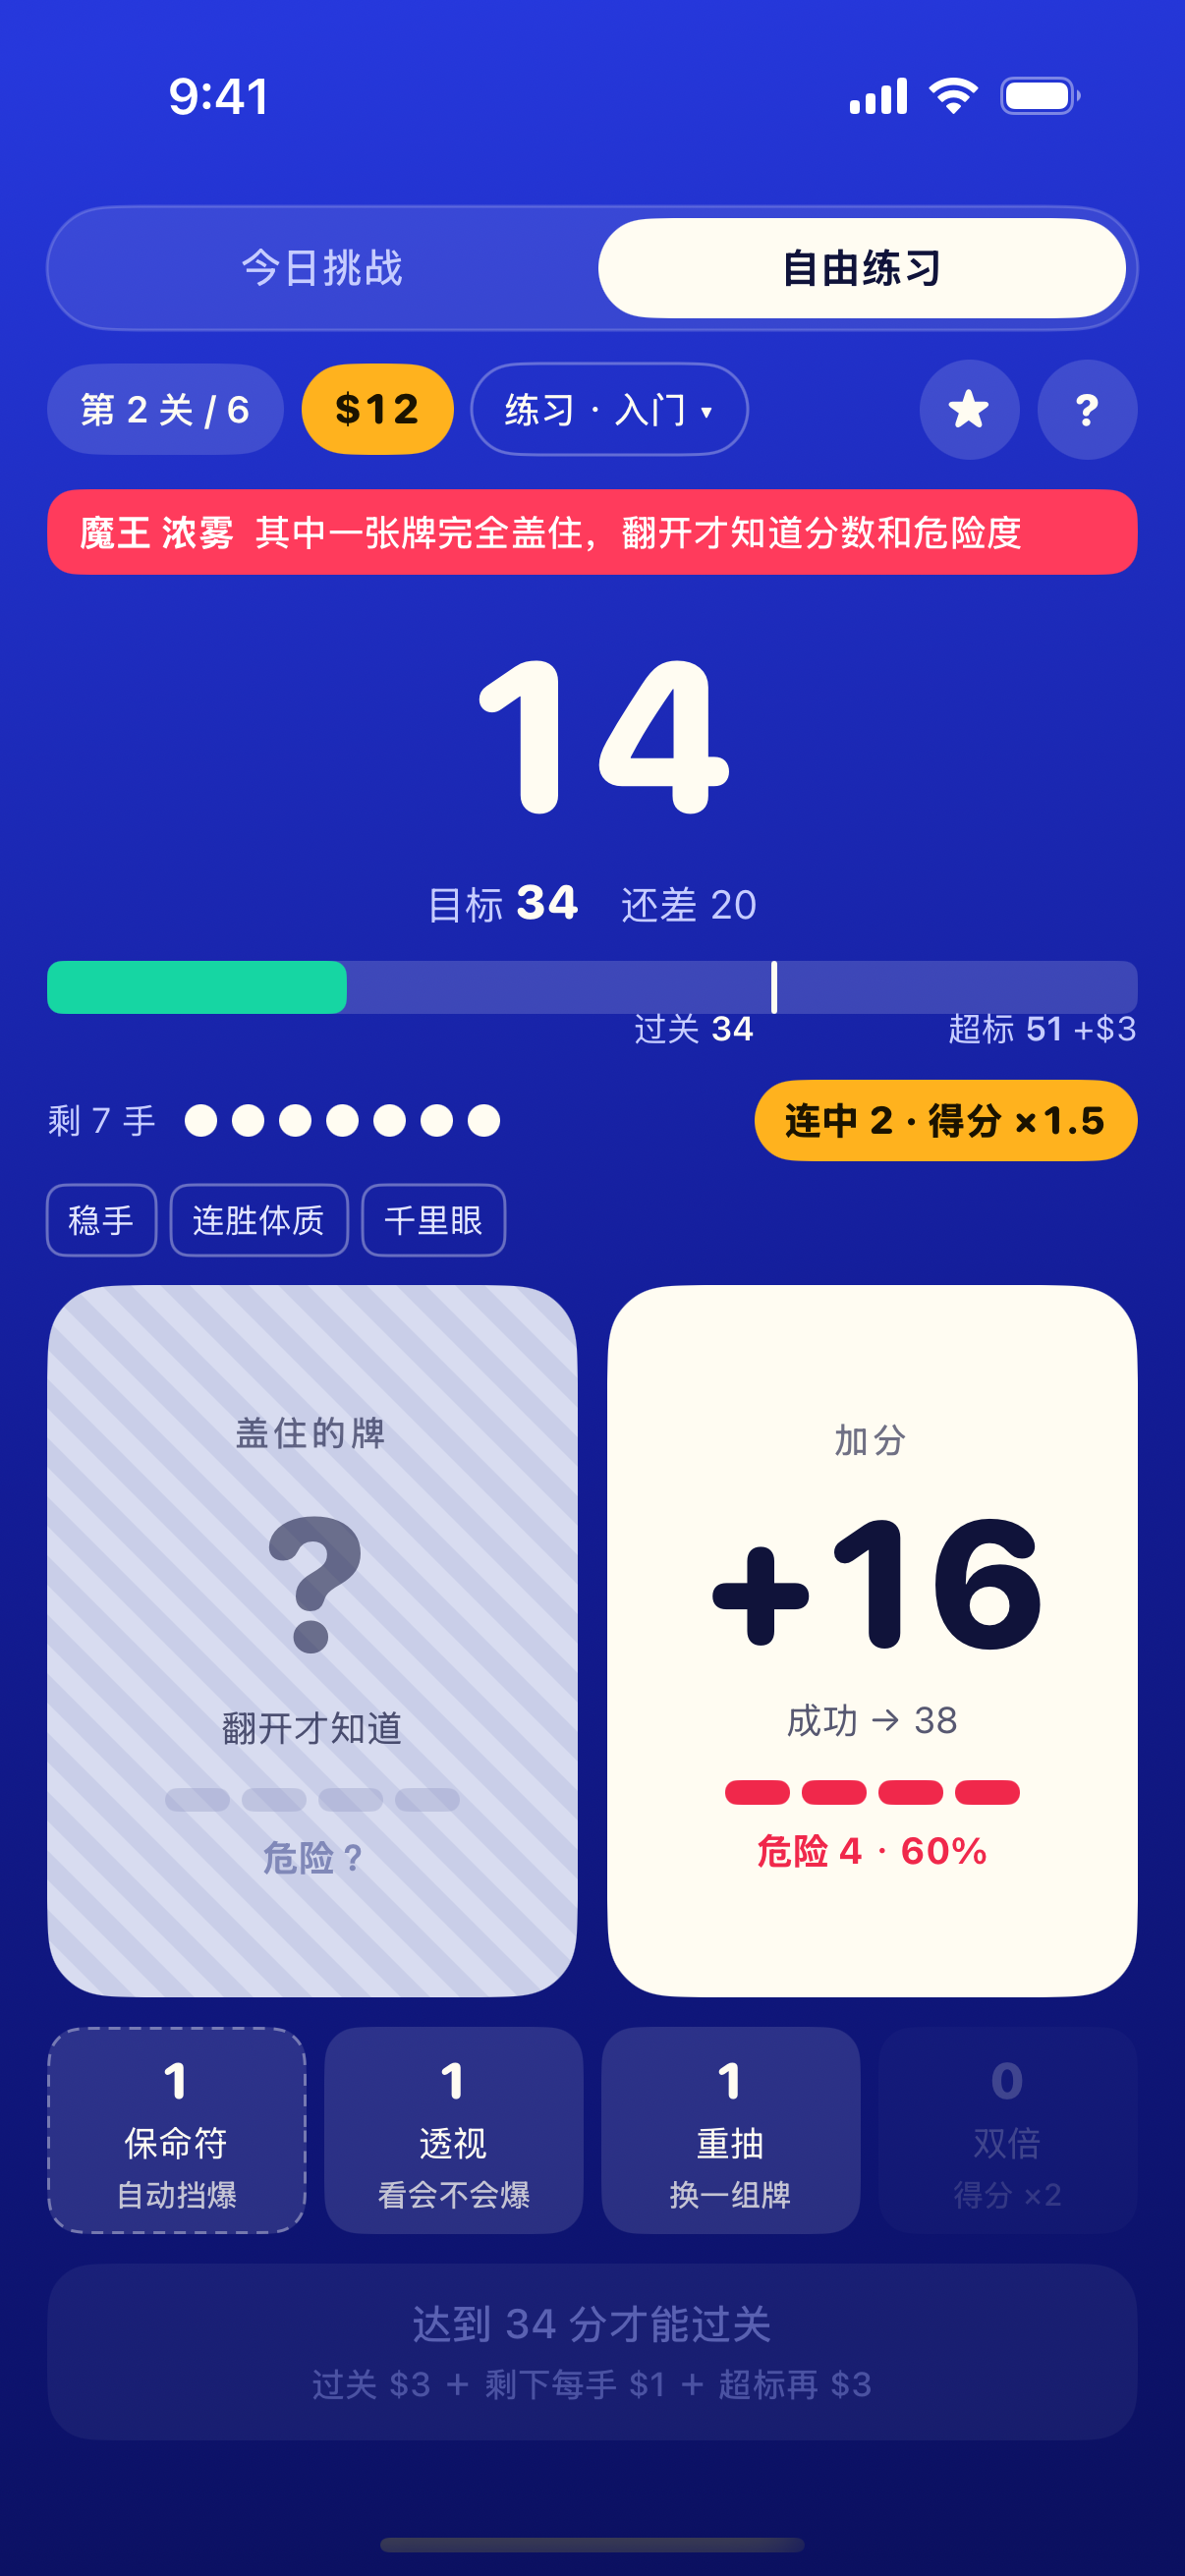 9:41
今日挑战 自由练习
第 2 关 / 6 $12 练习 · 入门 ▾ ★ ?
魔王 浓雾 其中一张牌完全盖住，翻开才知道分数和危险度
14
目标 34 还差 20
过关 34 超标 51 +$3
剩 7 手 连中 2 · 得分 ×1.5
稳手 连胜体质 千里眼
盖住的牌
?
翻开才知道
危险 ?
加分
+16
成功 → 38
危险 4 · 60%
1
保命符
自动挡爆
1
透视
看会不会爆
1
重抽
换一组牌
0
双倍
得分 ×2
达到 34 分才能过关
过关 $3 + 剩下每手 $1 + 超标再 $3